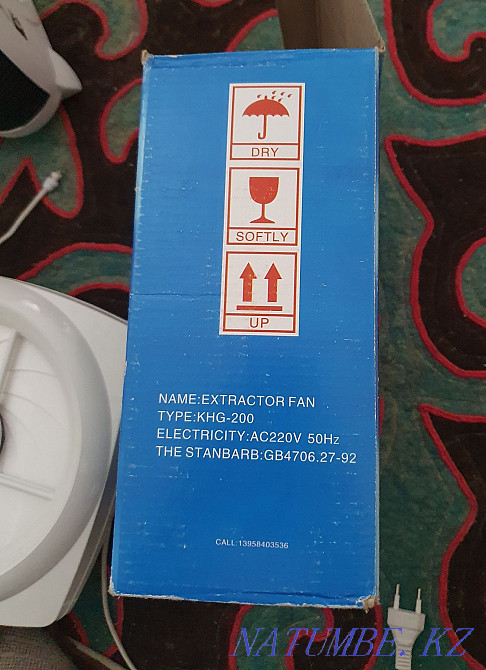 DRY
SOFTLY
UP
NAME:EXTRACTOR FAN
TYPE:KHG-200
ELECTRICITY:AC220V 50Hz
THE STANBARB:GB4706.27-92
CALL:13958403536
NATUMBE.KZ